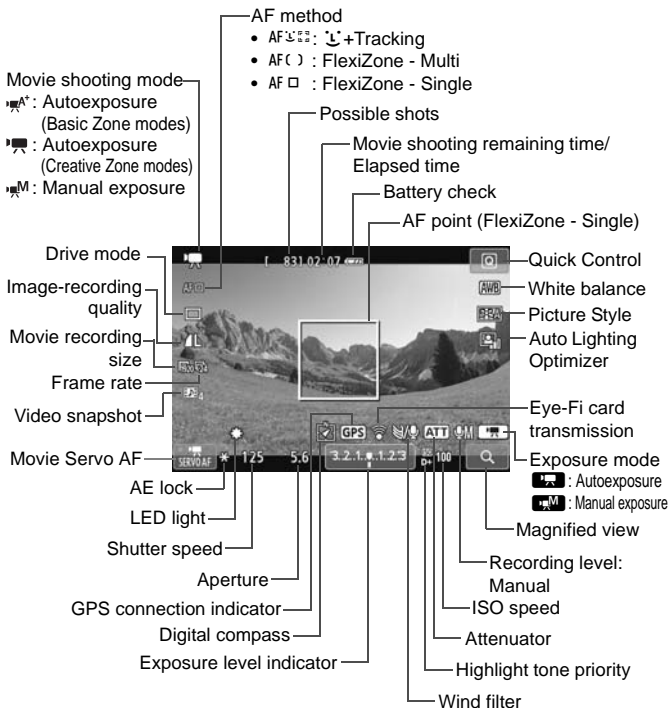 AF method
• AF : +Tracking
• AF( ) : FlexiZone - Multi
• AF □ : FlexiZone - Single
Movie shooting mode
A+ : Autoexposure
(Basic Zone modes)
: Autoexposure
(Creative Zone modes)
M : Manual exposure
Possible shots
Movie shooting remaining time/
Elapsed time
Battery check
AF point (FlexiZone - Single)
Drive mode
Image-recording
quality
Movie recording
size
Frame rate
Video snapshot
Movie Servo AF
[ 83] 02:07
AF
L
4
SERVO AF
Q
AWB
GPS
ATT
M
125 5.6 3..2..1...1..2..3 D+ 100
Quick Control
White balance
Picture Style
Auto Lighting
Optimizer
Eye-Fi card
transmission
Exposure mode
: Autoexposure
M : Manual exposure
Magnified view
AE lock
LED light
Shutter speed
Aperture
GPS connection indicator
Digital compass
Exposure level indicator
Recording level:
Manual
ISO speed
Attenuator
Highlight tone priority
Wind filter